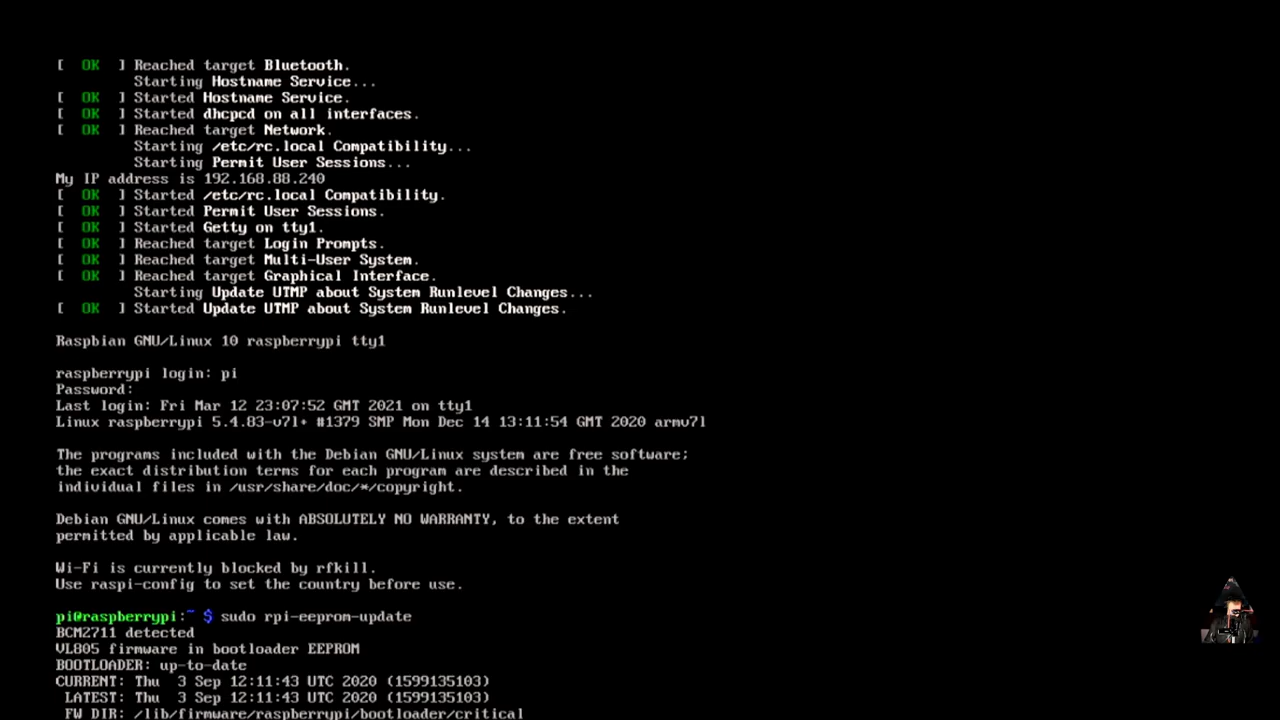 [  OK  ] Reached target Bluetooth.
         Starting Hostname Service...
[  OK  ] Started Hostname Service.
[  OK  ] Started dhcpcd on all interfaces.
[  OK  ] Reached target Network.
         Starting /etc/rc.local Compatibility...
         Starting Permit User Sessions...
My IP address is 192.168.88.240
[  OK  ] Started /etc/rc.local Compatibility.
[  OK  ] Started Permit User Sessions.
[  OK  ] Started Getty on tty1.
[  OK  ] Reached target Login Prompts.
[  OK  ] Reached target Multi-User System.
[  OK  ] Reached target Graphical Interface.
         Starting Update UTMP about System Runlevel Changes...
[  OK  ] Started Update UTMP about System Runlevel Changes.
Raspbian GNU/Linux 10 raspberrypi tty1
raspberrypi login: pi
Password:
Last login: Fri Mar 12 23:07:52 GMT 2021 on tty1
Linux raspberrypi 5.4.83-v7l+ #1379 SMP Mon Dec 14 13:11:54 GMT 2020 armv7l
The programs included with the Debian GNU/Linux system are free software;
the exact distribution terms for each program are described in the
individual files in /usr/share/doc/*/copyright.
Debian GNU/Linux comes with ABSOLUTELY NO WARRANTY, to the extent
permitted by applicable law.
Wi-Fi is currently blocked by rfkill.
Use raspi-config to set the country before use.
pi@raspberrypi:~ $ sudo rpi-eeprom-update
BCM2711 detected
VL805 firmware in bootloader EEPROM
BOOTLOADER: up-to-date
CURRENT: Thu  3 Sep 12:11:43 UTC 2020 (1599135103)
 LATEST: Thu  3 Sep 12:11:43 UTC 2020 (1599135103)
 FW DIR: /lib/firmware/raspberrypi/bootloader/critical